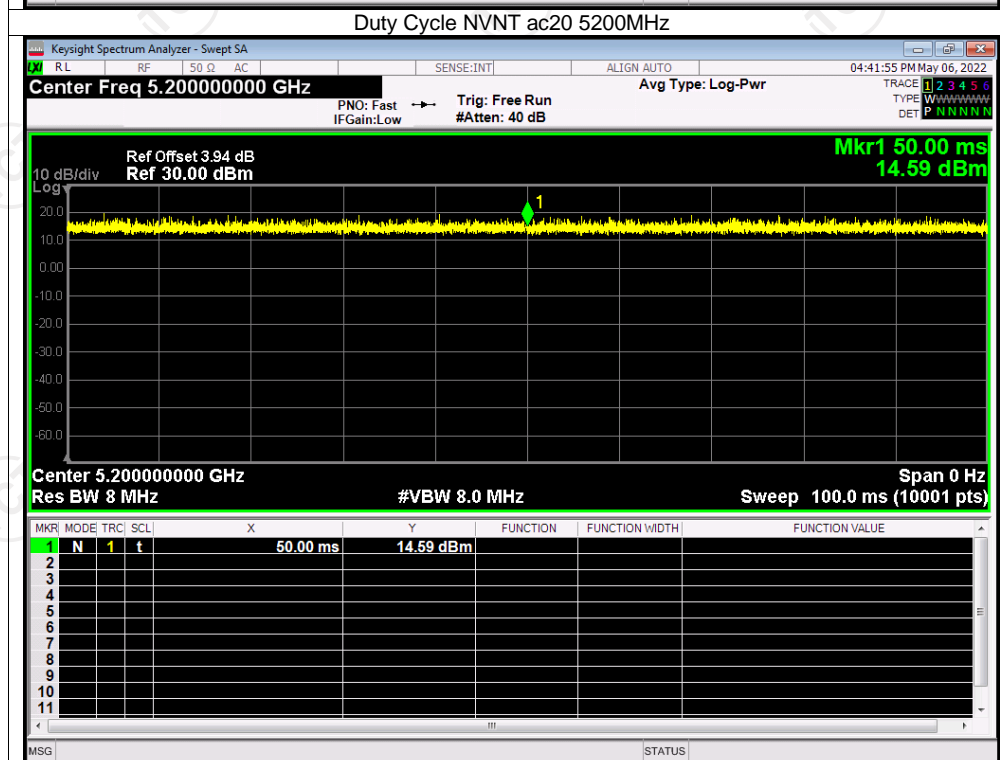 Duty Cycle NVNT ac20 5200MHz
Keysight Spectrum Analyzer - Swept SA
LXI RL RF 50 Ω AC SENSE:INT ALIGN AUTO 04:41:55 PM May 06, 2022
Center Freq 5.200000000 GHz Avg Type: Log-Pwr TRACE 1 2 3 4 5 6
PNO: Fast Trig: Free Run TYPE WWWWWW
IFGain:Low #Atten: 40 dB DET P N N N N N
Mkr1 50.00 ms
Ref Offset 3.94 dB
10 dB/div Ref 30.00 dBm 14.59 dBm
Log
1
20.0
10.0
0.00
-10.0
-20.0
-30.0
-40.0
-50.0
-60.0
Center 5.200000000 GHz Span 0 Hz
Res BW 8 MHz #VBW 8.0 MHz Sweep 100.0 ms (10001 pts)
MKR MODE TRC SCL X Y FUNCTION FUNCTION WIDTH FUNCTION VALUE
1 N 1 t 50.00 ms 14.59 dBm
2
3
4
5
6
7
8
9
10
11
MSG STATUS